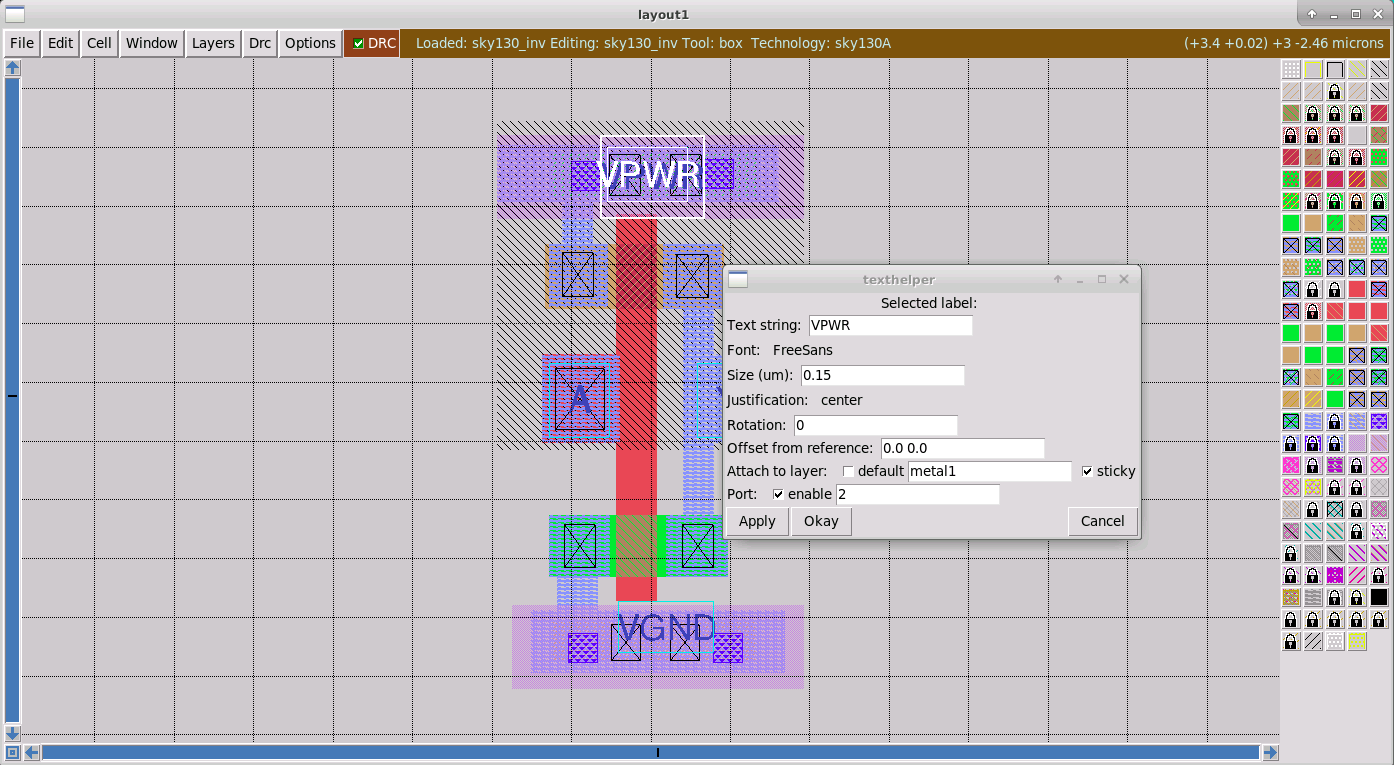 layout1
File Edit Cell Window Layers Drc Options DRC Loaded: sky130_inv Editing: sky130_inv Tool: box Technology: sky130A (+3.4 +0.02) +3 -2.46 microns
VPWR
texthelper
Selected label:
Text string: VPWR
Font: FreeSans
Size (um): 0.15
Justification: center
A
Rotation: 0
Offset from reference: 0.0 0.0
Attach to layer: default metal1 sticky
Port: enable 2
Apply Okay Cancel
VGND